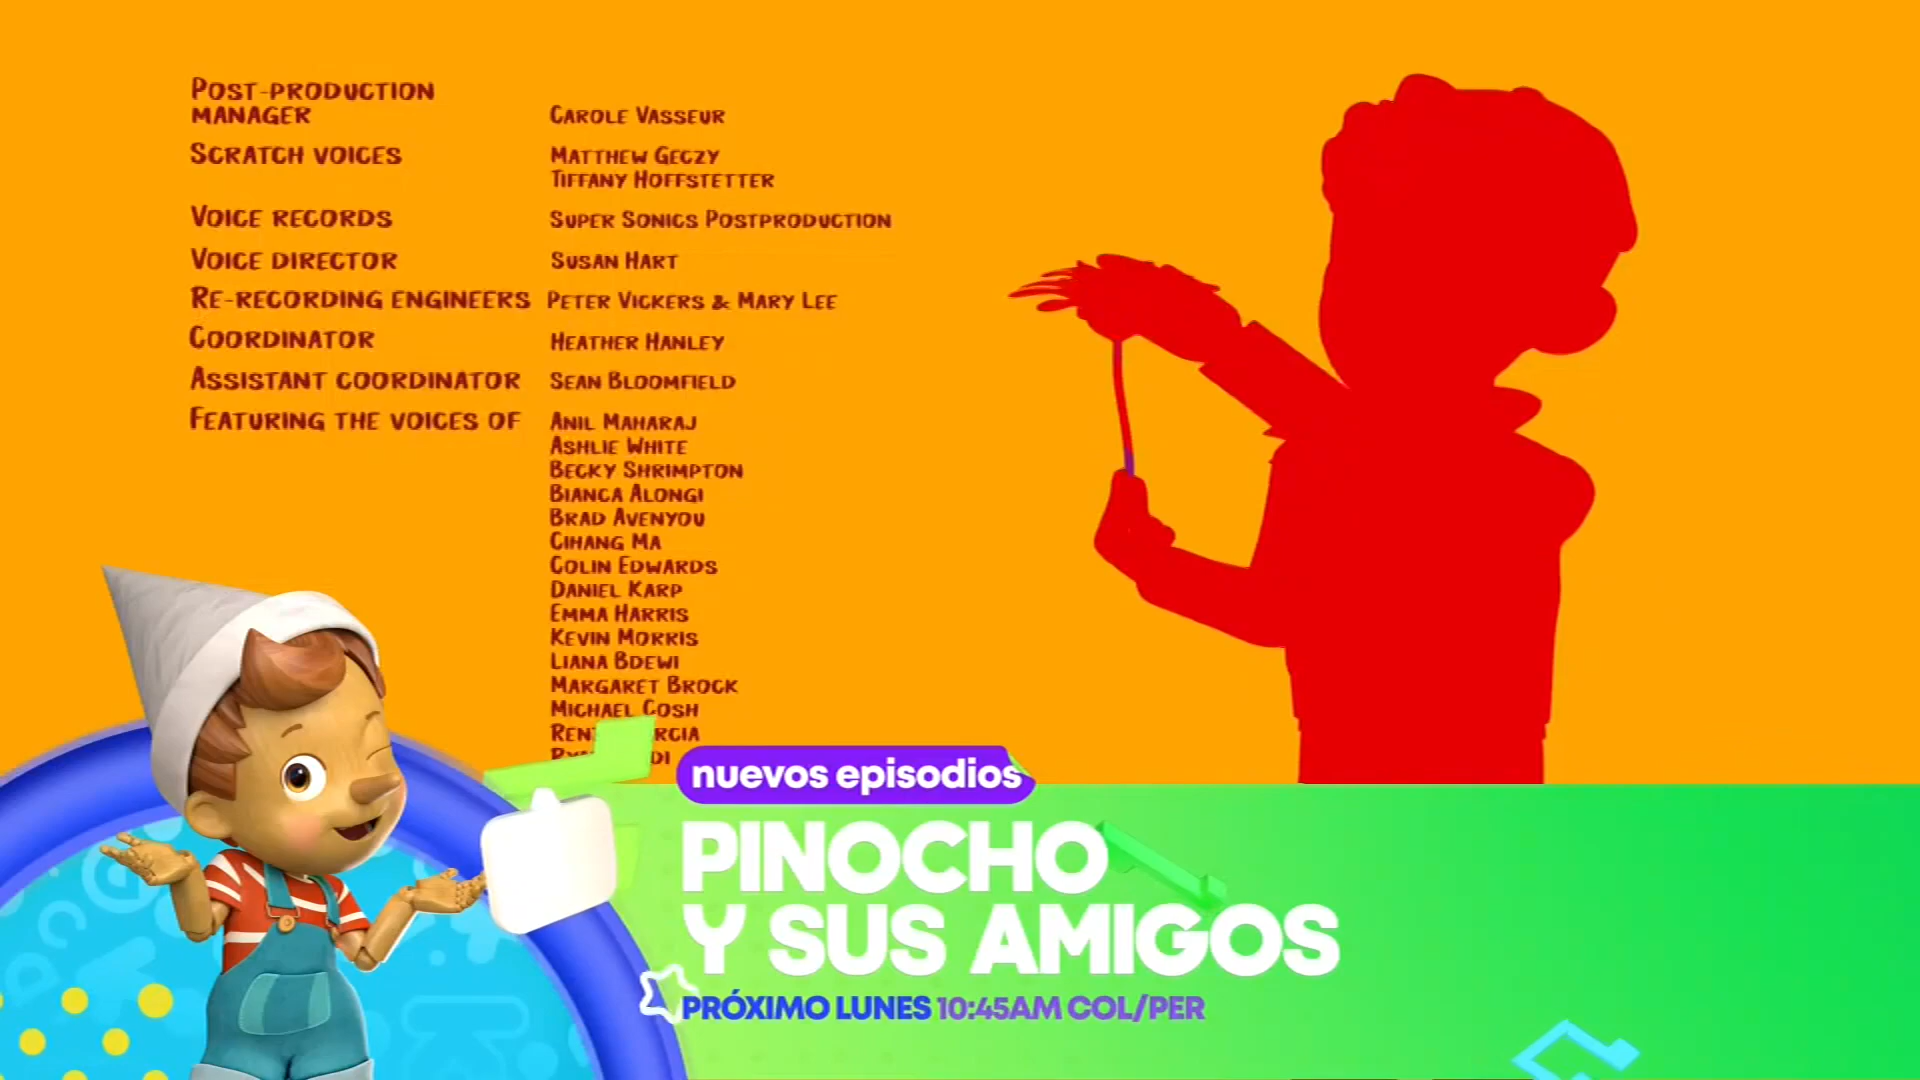 Post-production
manager Carole Vasseur
Scratch voices Matthew Geczy
Tiffany Hoffstetter
Voice records Super Sonics Postproduction
Voice director Susan Hart
Re-recording engineers Peter Vickers & Mary Lee
Coordinator Heather Hanley
Assistant coordinator Sean Bloomfield
Featuring the voices of Anil Maharaj
Ashlie White
Becky Shrimpton
Bianca Alongi
Brad Avenyou
Cihang Ma
Colin Edwards
Daniel Karp
Emma Harris
Kevin Morris
Liana Bdewi
Margaret Brock
Michael Cosh
nuevos episodios
PINOCHO
Y SUS AMIGOS
PRÓXIMO LUNES 10:45AM COL/PER